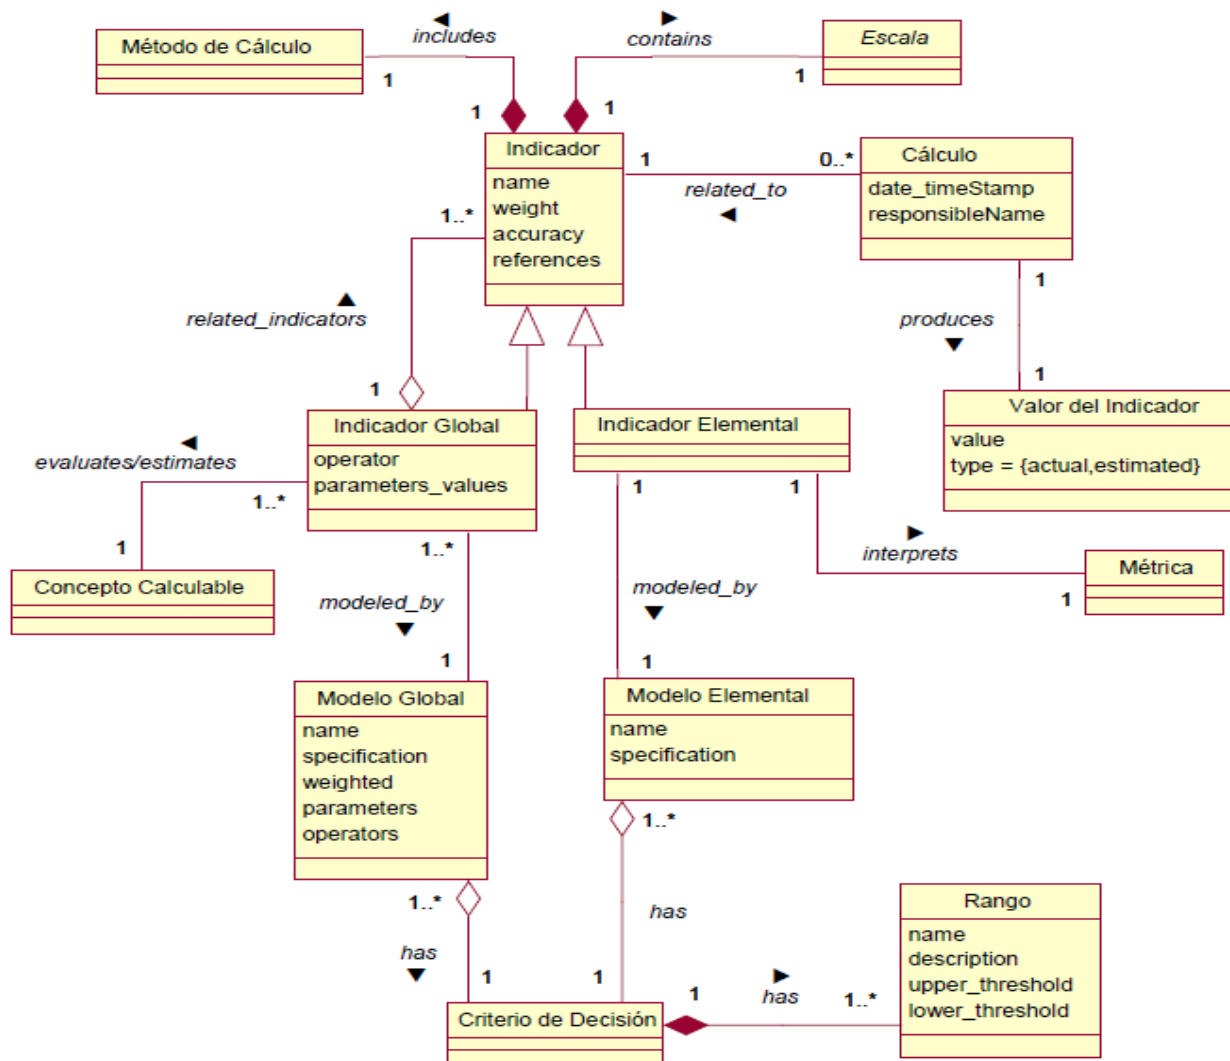 includes
contains
Método de Cálculo
Escala
1
1
1
1
Indicador
name
weight
accuracy
references
1
0..*
related_to
Cálculo
date_timeStamp
responsibleName
1..*
related_indicators
1
1
produces
1
Indicador Global
operator
parameters_values
Indicador Elemental
Valor del Indicador
value
type = {actual,estimated}
evaluates/estimates
1..*
1
Concepto Calculable
1
1
interprets
1
Métrica
1..*
modeled_by
1
modeled_by
1
Modelo Global
name
specification
weighted
parameters
operators
Modelo Elemental
name
specification
1..*
has
1
1..*
has
1
Criterio de Decisión
1
has
1..*
Rango
name
description
upper_threshold
lower_threshold